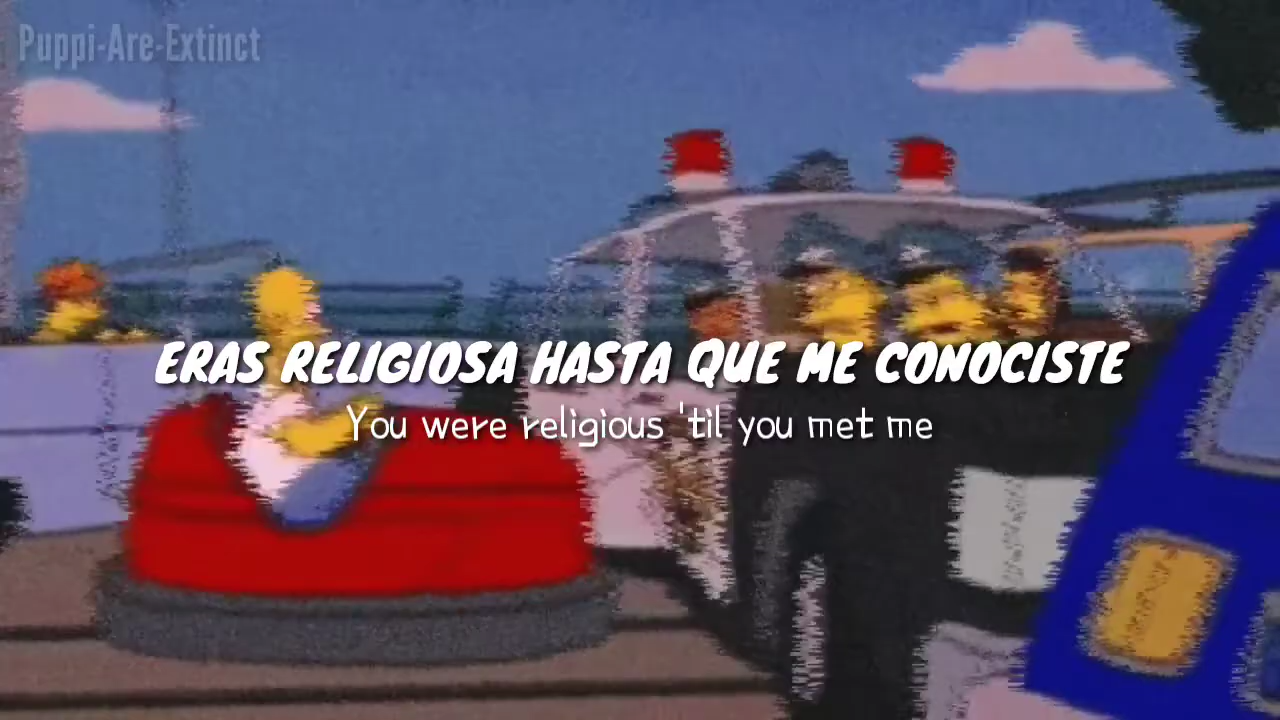 Puppi-Are-Extinct
ERAS RELIGIOSA HASTA QUE ME CONOCISTE
You were religious 'til you met me